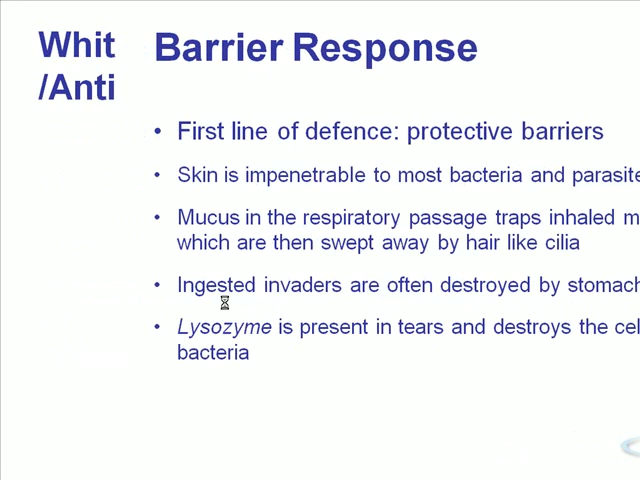 Whit
/Anti
Barrier Response
• First line of defence: protective barriers
• Skin is impenetrable to most bacteria and parasite
• Mucus in the respiratory passage traps inhaled m
which are then swept away by hair like cilia
• Ingested invaders are often destroyed by stomach
• Lysozyme is present in tears and destroys the cel
bacteria